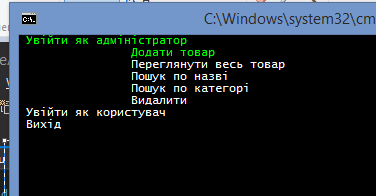 C:\Windows\system32\cm
Увійти як адміністратор
Додати товар
Переглянути весь товар
Пошук по назві
Пошук по категорі
Видалити
Увійти як користувач
Вихід